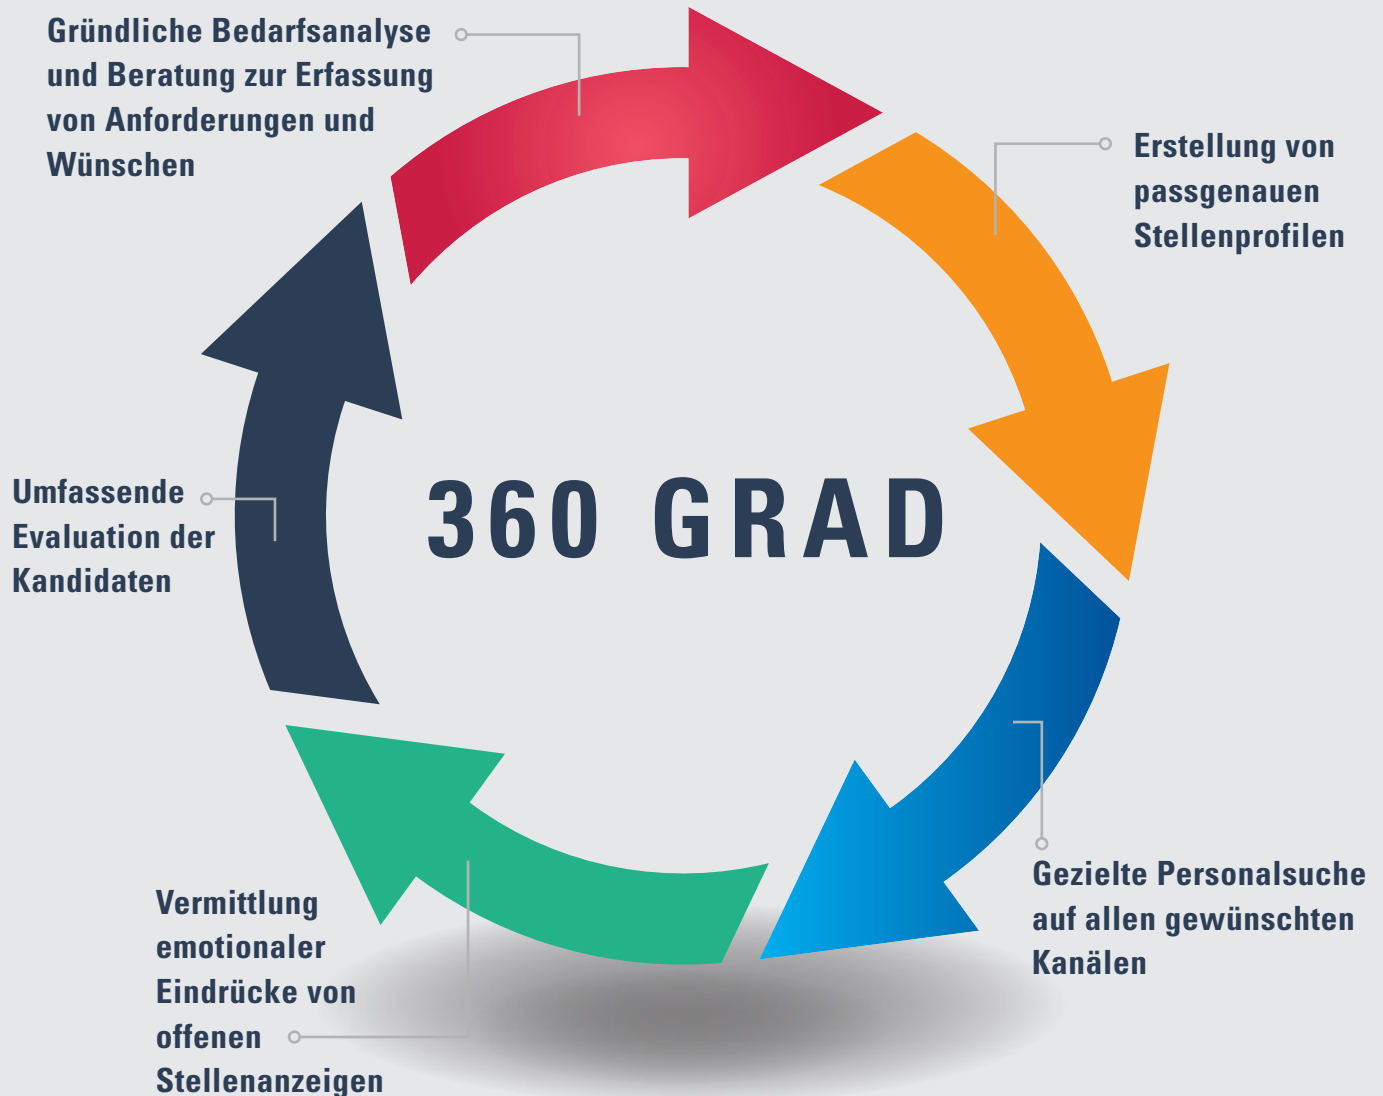 Gründliche Bedarfsanalyse
und Beratung zur Erfassung
von Anforderungen und
Wünschen
Erstellung von
passgenauen
Stellenprofilen
360 GRAD
Umfassende
Evaluation der
Kandidaten
Gezielte Personalsuche
auf allen gewünschten
Kanälen
Vermittlung
emotionaler
Eindrücke von
offenen
Stellenanzeigen